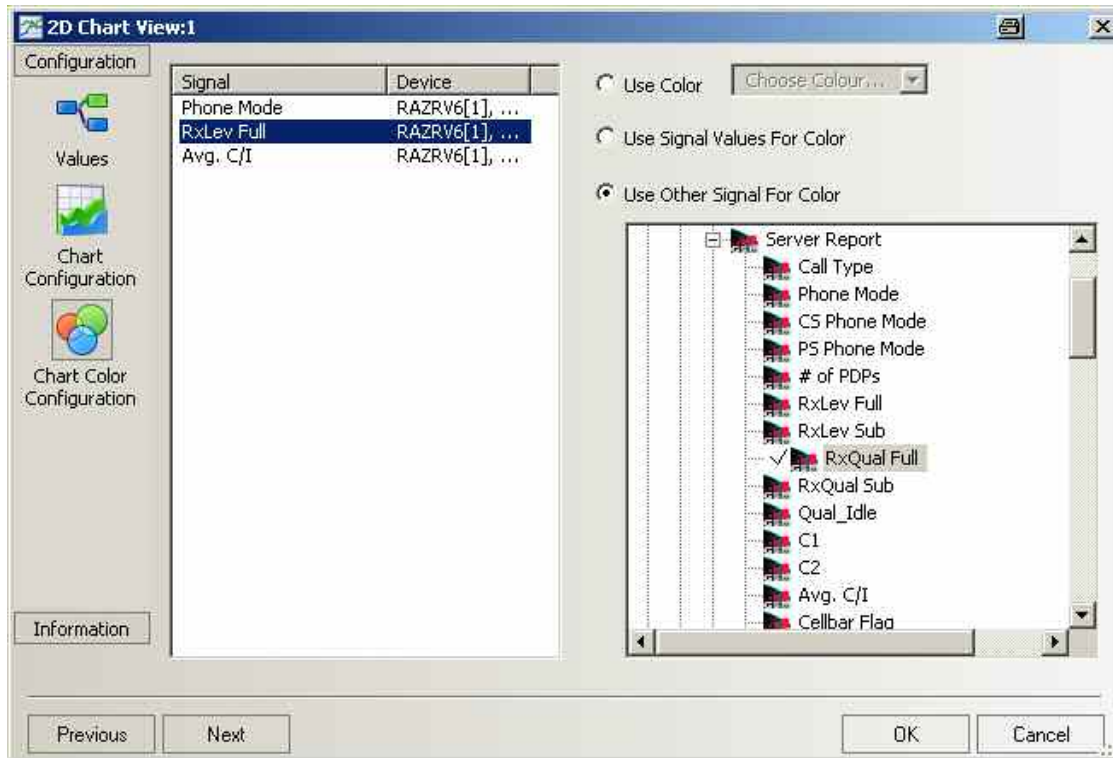 2D Chart View:1
Configuration
Values
Chart
Configuration
Chart Color
Configuration
Information
Signal Device
Phone Mode RAZRV6[1], ...
RxLev Full RAZRV6[1], ...
Avg. C/I RAZRV6[1], ...
Use Color Choose Colour...
Use Signal Values For Color
Use Other Signal For Color
Server Report
Call Type
Phone Mode
CS Phone Mode
PS Phone Mode
# of PDPs
RxLev Full
RxLev Sub
RxQual Full
RxQual Sub
Qual_Idle
C1
C2
Avg. C/I
Cellbar Flag
Previous Next OK Cancel